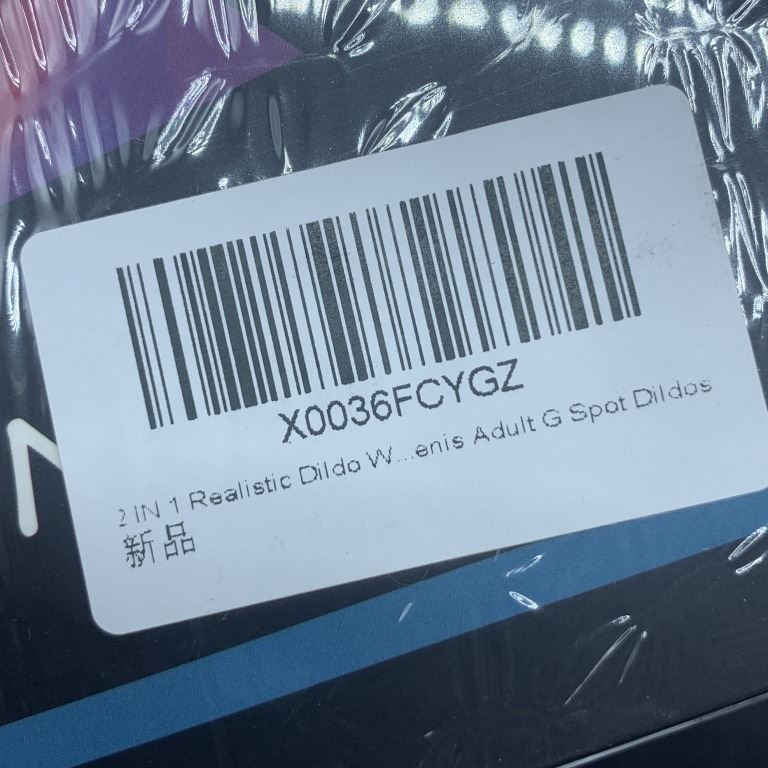 X0036FCYGZ
2 IN 1 Realistic Dildo W...enis Adult G Spot Dildos
新品